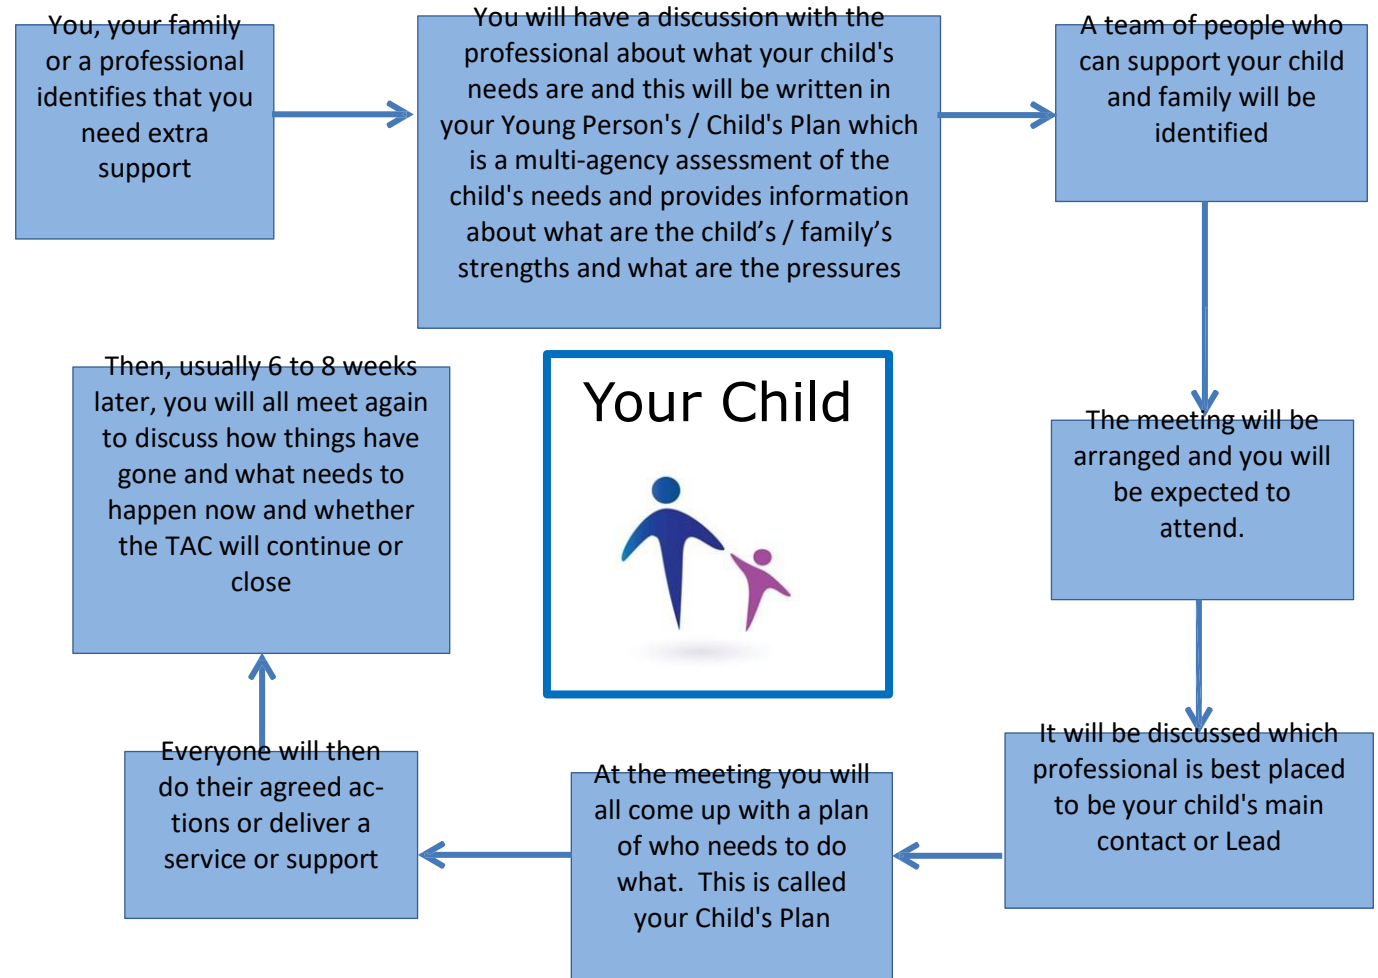 You, your family
or a professional
identifies that you
need extra
support
You will have a discussion with the
professional about what your child's
needs are and this will be written in
your Young Person's / Child's Plan which
is a multi-agency assessment of the
child's needs and provides information
about what are the child’s / family’s
strengths and what are the pressures
A team of people who
can support your child
and family will be
identified
The meeting will be
arranged and you will
be expected to
attend.
It will be discussed which
professional is best placed
to be your child's main
contact or Lead
At the meeting you will
all come up with a plan
of who needs to do
what.  This is called
your Child's Plan
Everyone will then
do their agreed ac-
tions or deliver a
service or support
Then, usually 6 to 8 weeks
later, you will all meet again
to discuss how things have
gone and what needs to
happen now and whether
the TAC will continue or
close
Your Child